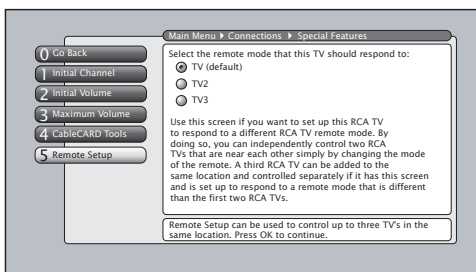 Main Menu Connections Special Features
0 Go Back
1 Initial Channel
2 Initial Volume
3 Maximum Volume
4 CableCARD Tools
5 Remote Setup
Select the remote mode that this TV should respond to:
TV (default)
TV2
TV3
Use this screen if you want to set up this RCA TV
to respond to a different RCA TV remote mode. By
doing so, you can independently control two RCA
TVs that are near each other simply by changing the mode
of the remote. A third RCA TV can be added to the
same location and controlled separately if it has this screen
and is set up to respond to a remote mode that is different
than the first two RCA TVs.
Remote Setup can be used to control up to three TV's in the
same location. Press OK to continue.